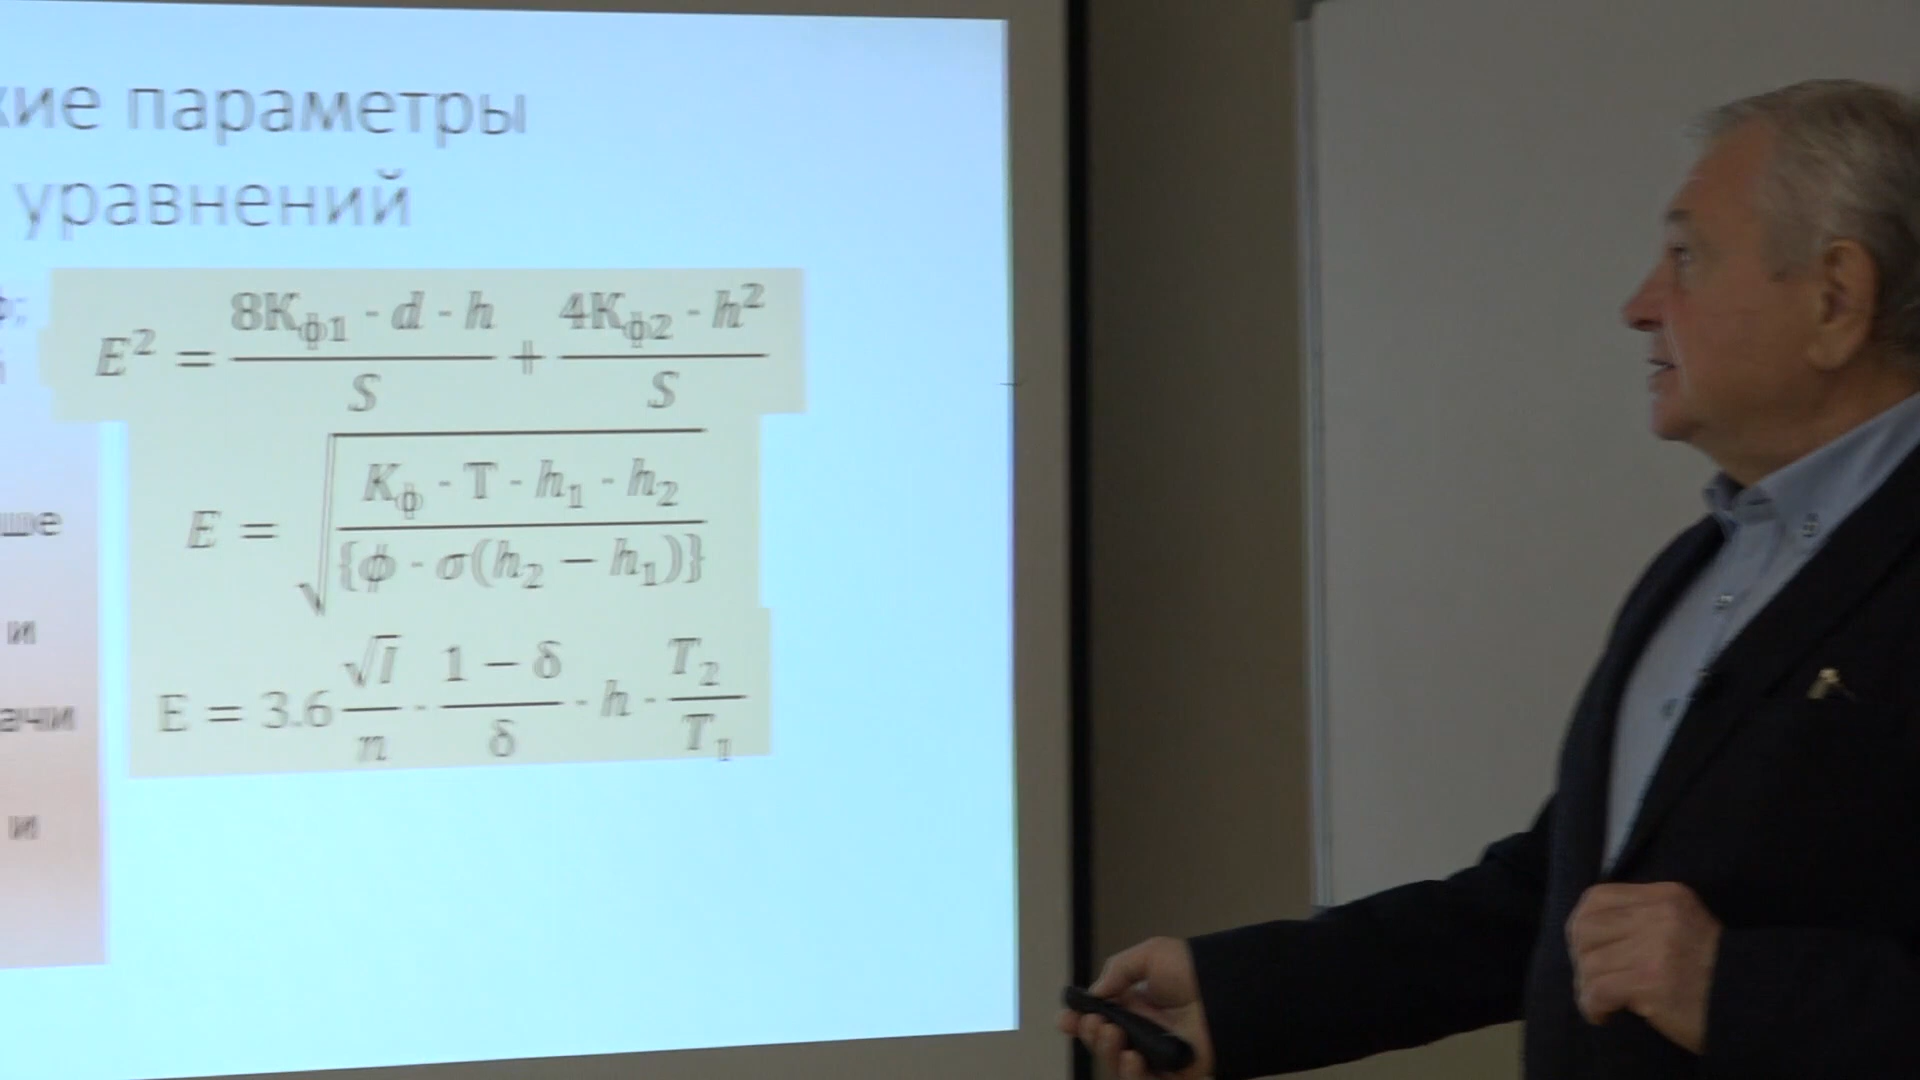 кие параметры
уравнений
E² = 8Kф1 · d · h / S + 4Kф2 · h² / S
E = √(Kф · T · h₁ · h₂ / {ϕ · σ(h₂ − h₁)})
E = 3.6 √I / n · 1 − δ / δ · h · T₂ / T₁
ше
и
ачи
и